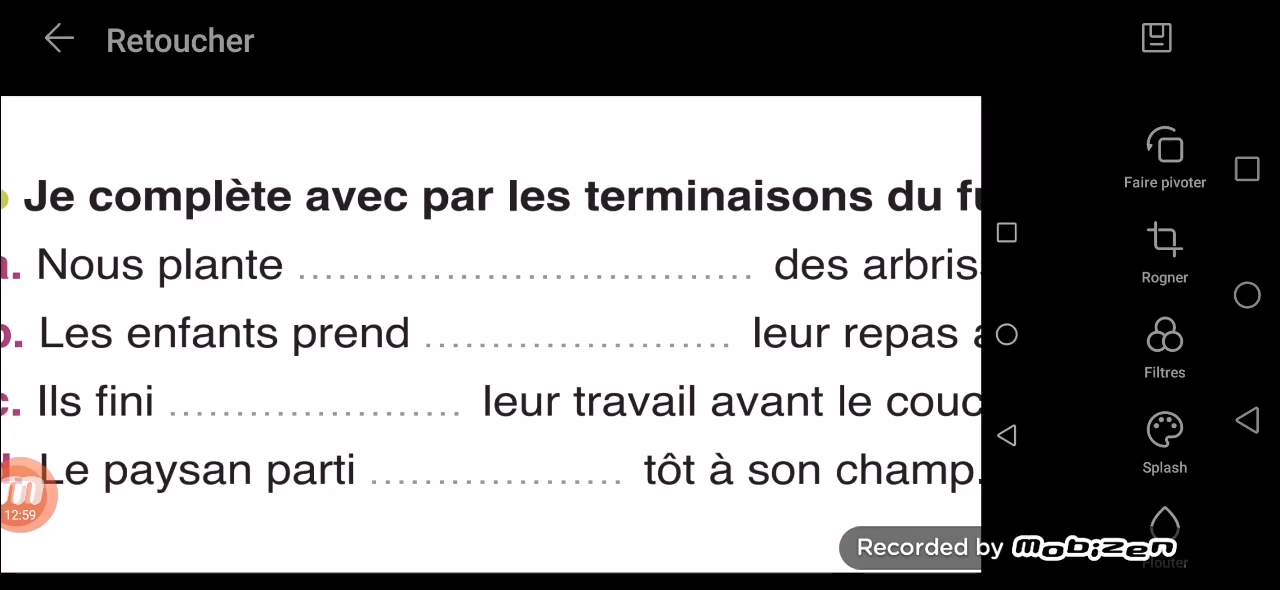 Retoucher
Je complète avec par les terminaisons du
Nous plante .................................. des
b. Les enfants prend ....................... leur repas
c. Ils fini ...................... leur travail avant le
Le paysan parti ................... tôt à son champ.
12:59
Faire pivoter
Rogner
Filtres
Splash
Flouter
Recorded by Mobizen